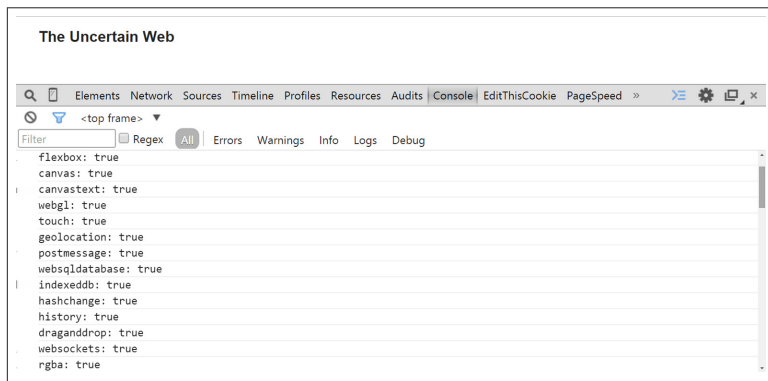 The Uncertain Web
Elements Network Sources Timeline Profiles Resources Audits Console EditThisCookie PageSpeed »
<top frame> ▼
Filter Regex All Errors Warnings Info Logs Debug
flexbox: true
canvas: true
canvastext: true
webgl: true
touch: true
geolocation: true
postmessage: true
websqldatabase: true
indexeddb: true
hashchange: true
history: true
draganddrop: true
websockets: true
rgba: true